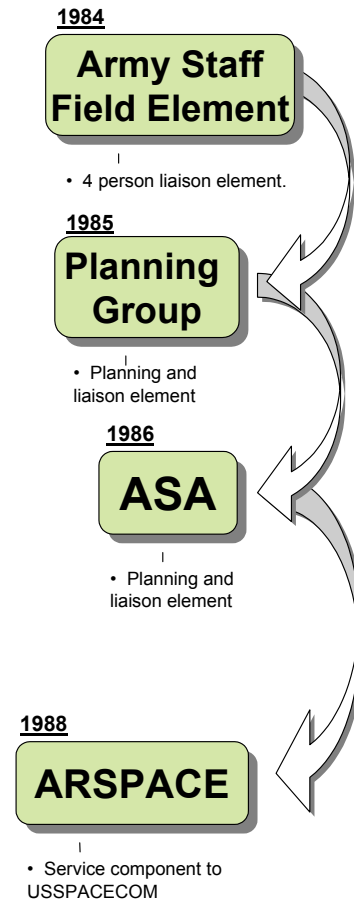 1984
Army Staff
Field Element
• 4 person liaison element.
1985
Planning
Group
• Planning and
liaison element
1986
ASA
• Planning and
liaison element
1988
ARSPACE
• Service component to
USSPACECOM